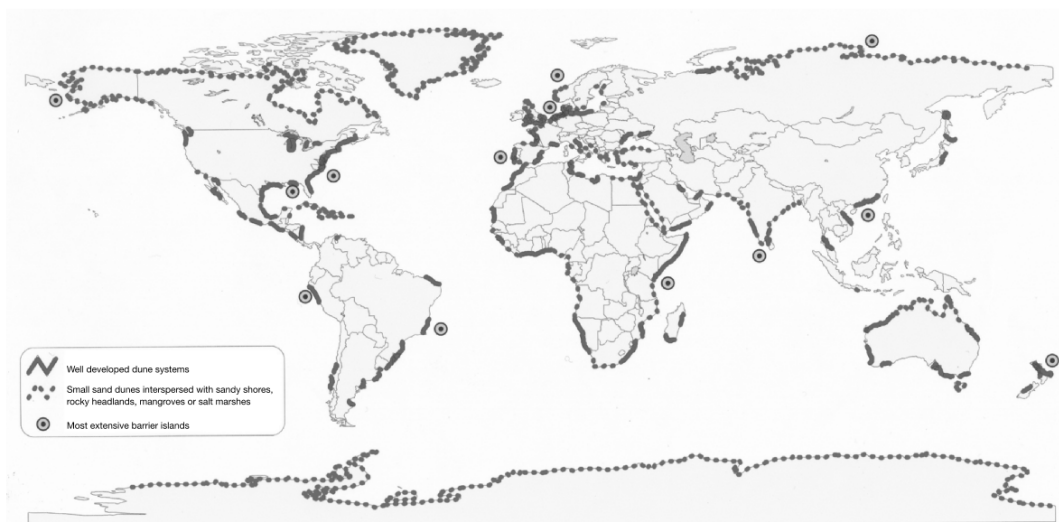 Well developed dune systems
Small sand dunes interspersed with sandy shores,
rocky headlands, mangroves or salt marshes
Most extensive barrier islands